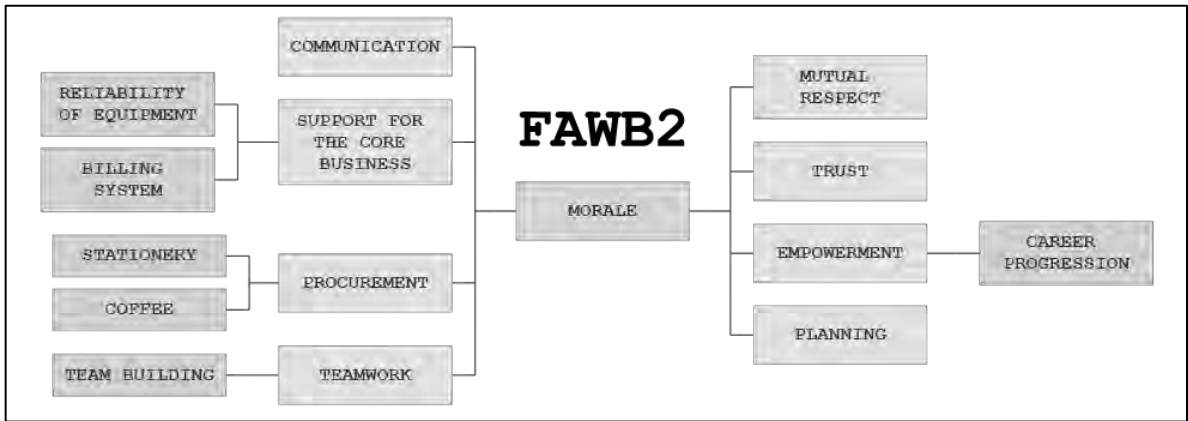 COMMUNICATION
RELIABILITY
OF EQUIPMENT
SUPPORT FOR
THE CORE
BUSINESS
BILLING
SYSTEM
STATIONERY
PROCUREMENT
COFFEE
TEAM BUILDING
TEAMWORK
FAWB2
MORALE
MUTUAL
RESPECT
TRUST
EMPOWERMENT
CAREER
PROGRESSION
PLANNING